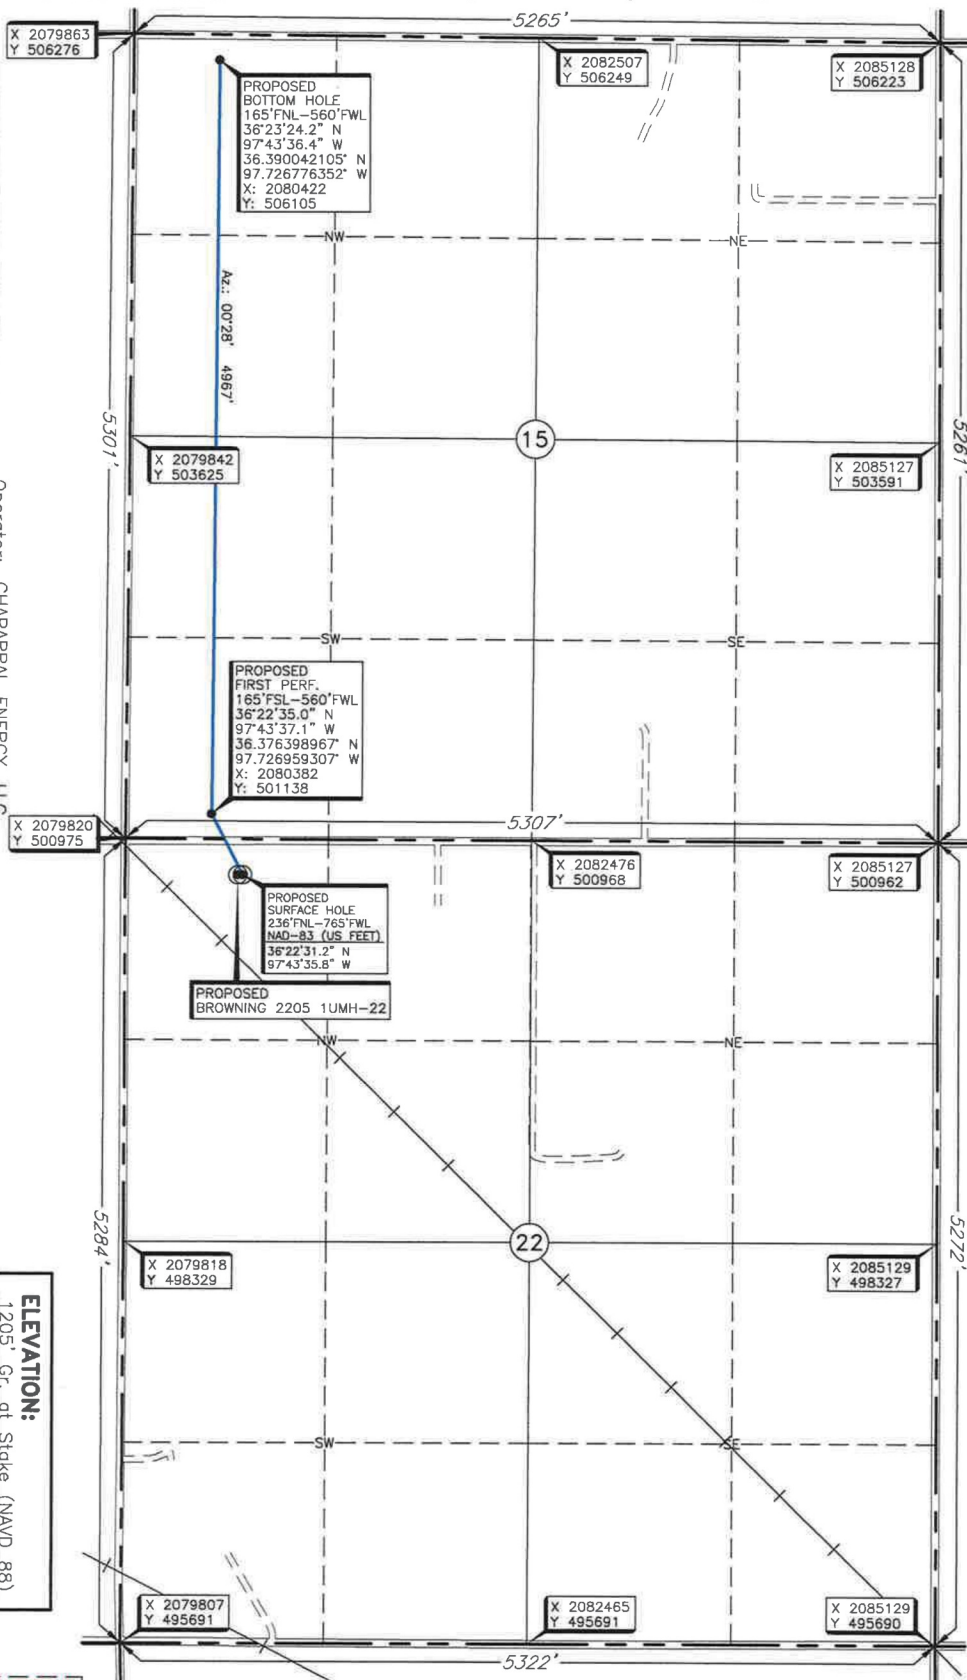 5265'
X 2079863
Y 506276
X 2082507
Y 506249
X 2085128
Y 506223
PROPOSED
BOTTOM HOLE
165'FNL-560'FWL
36°23'24.2" N
97°43'36.4" W
36.390042105° N
97.726776352° W
X: 2080422
Y: 506105
NW
NE
Az.: 00°28' 4967'
5301'
15
5261'
X 2079842
Y 503625
X 2085127
Y 503591
SW
SE
PROPOSED
FIRST PERF.
165'FSL-560'FWL
36°22'35.0" N
97°43'37.1" W
36.376398967° N
97.726959307° W
X: 2080382
Y: 501138
Operator: CHAPARRAL ENERGY, LLC
X 2079820
Y 500975
5307'
X 2082476
Y 500968
X 2085127
Y 500962
PROPOSED
SURFACE HOLE
236'FNL-765'FWL
NAD-83 (US FEET)
36°22'31.2" N
97°43'35.8" W
PROPOSED
BROWNING 2205 1UMH-22
NW
NE
5284'
22
5272'
X 2079818
Y 498329
X 2085129
Y 498327
ELEVATION:
1205' Gr. at Stake (NAVD 88)
SW
SE
X 2079807
Y 495691
X 2082465
Y 495691
X 2085129
Y 495690
5322'